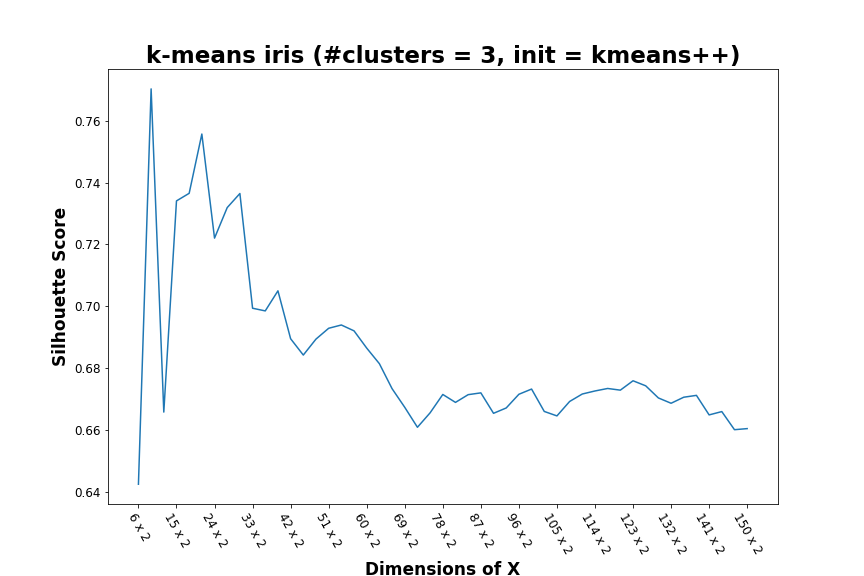 k-means iris (#clusters = 3, init = kmeans++)
Silhouette Score
0.76
0.74
0.72
0.70
0.68
0.66
0.64
6 x 2
15 x 2
24 x 2
33 x 2
42 x 2
51 x 2
60 x 2
69 x 2
78 x 2
87 x 2
96 x 2
105 x 2
114 x 2
123 x 2
132 x 2
141 x 2
150 x 2
Dimensions of X